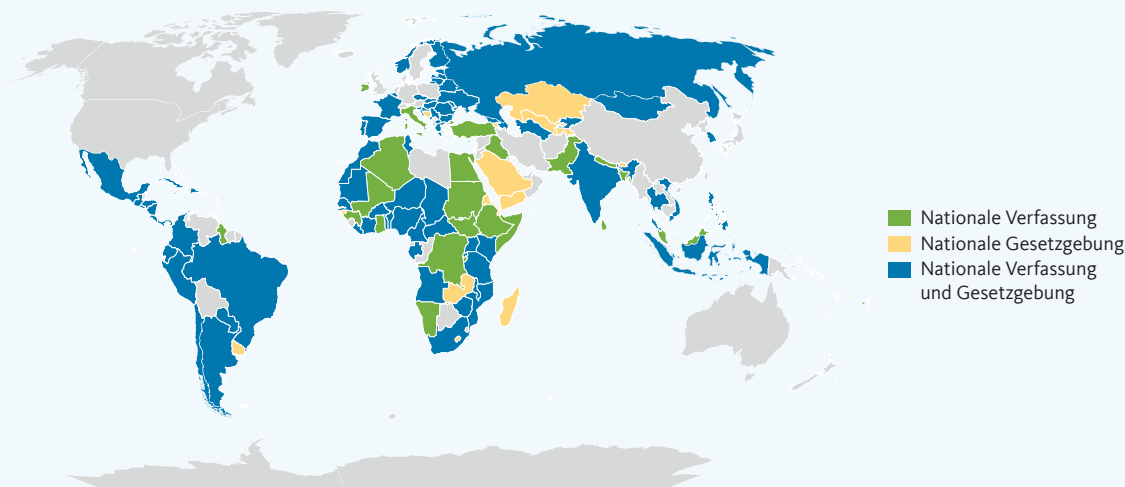 Nationale Verfassung
Nationale Gesetzgebung
Nationale Verfassung
und Gesetzgebung